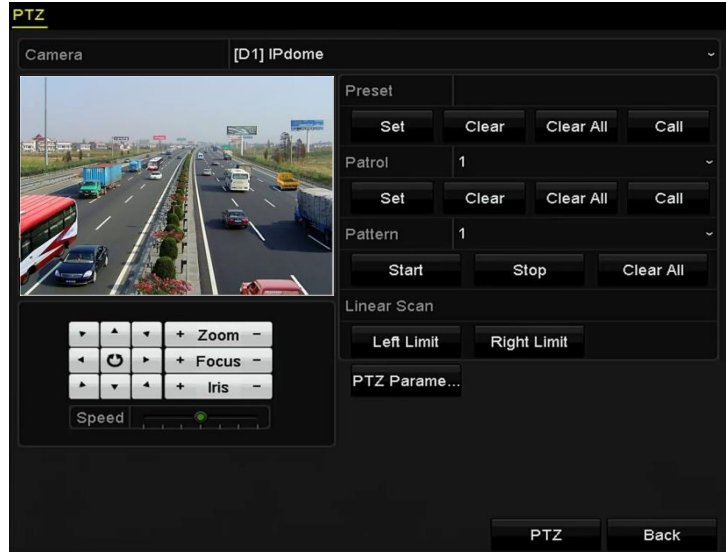 PTZ
Camera [D1] IPdome
Preset
Set Clear Clear All Call
Patrol 1
Set Clear Clear All Call
Pattern 1
Start Stop Clear All
Linear Scan
Left Limit Right Limit
PTZ Parame...
+ Zoom -
+ Focus -
+ Iris -
Speed
PTZ Back